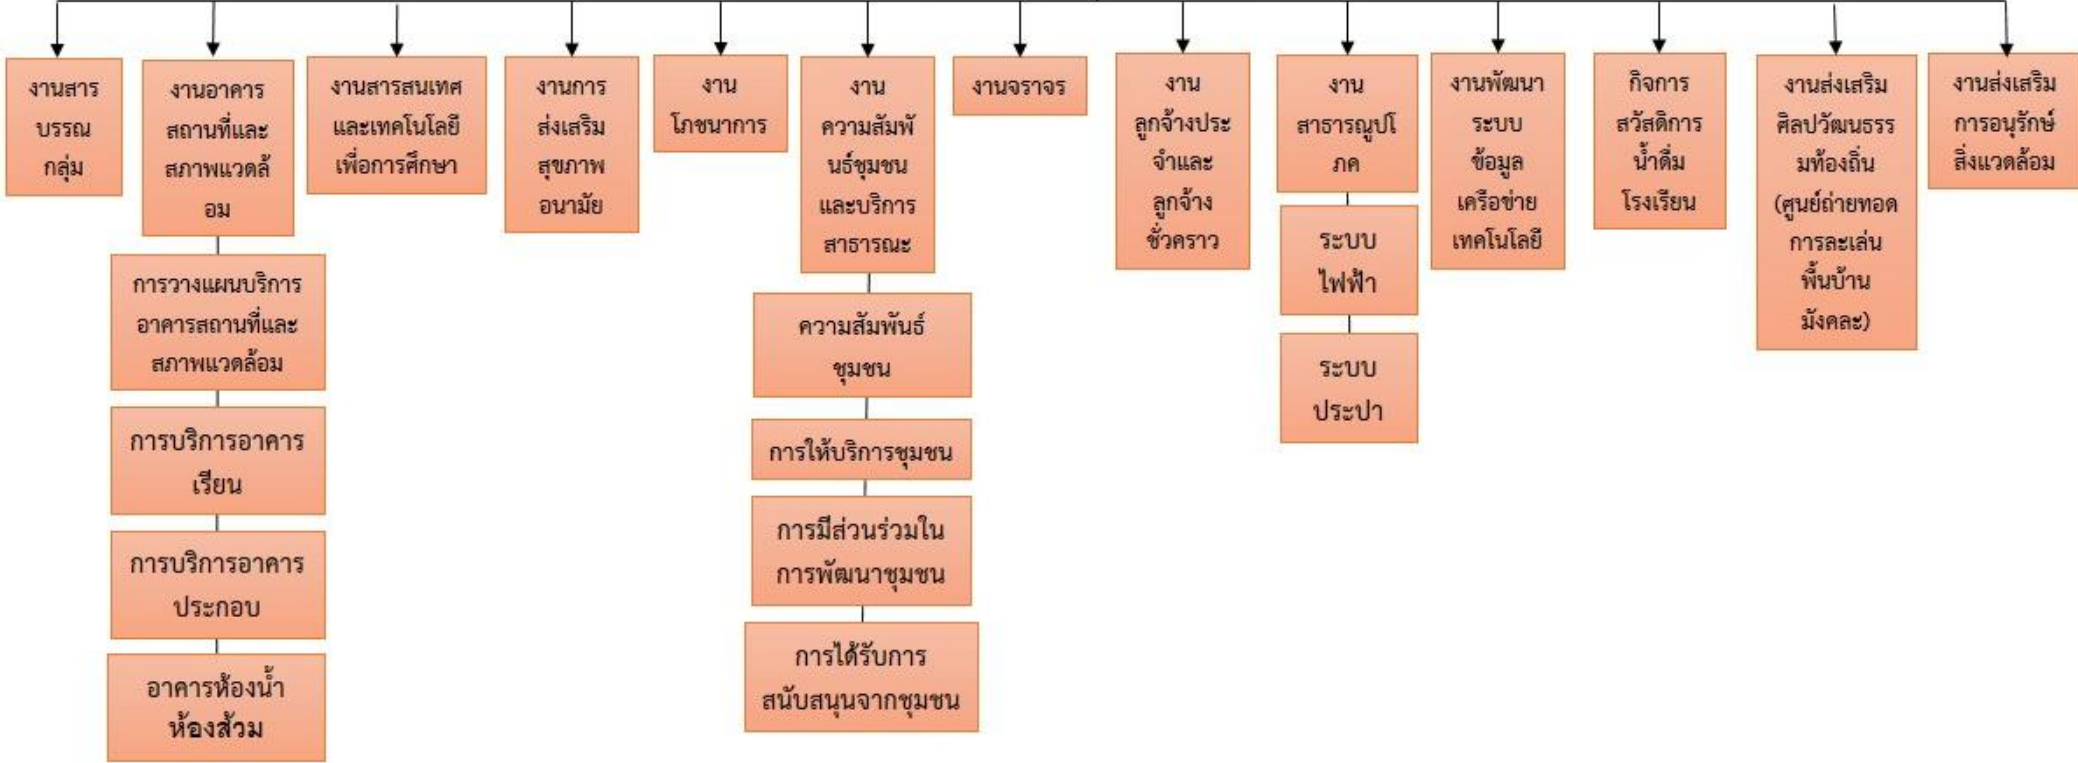 งานสาร
บรรณ
กลุ่ม
งานอาคาร
สถานที่และ
สภาพแวดล้
อม
การวางแผนบริการ
อาคารสถานที่และ
สภาพแวดล้อม
การบริการอาคาร
เรียน
การบริการอาคาร
ประกอบ
อาคารห้องน้ำ
ห้องส้วม
งานสารสนเทศ
และเทคโนโลยี
เพื่อการศึกษา
งานการ
ส่งเสริม
สุขภาพ
อนามัย
งาน
โภชนาการ
งาน
ความสัมพั
นธ์ชุมชน
และบริการ
สาธารณะ
ความสัมพันธ์
ชุมชน
การให้บริการชุมชน
การมีส่วนร่วมใน
การพัฒนาชุมชน
การได้รับการ
สนับสนุนจากชุมชน
งานจราจร
งาน
ลูกจ้างประ
จำและ
ลูกจ้าง
ชั่วคราว
งาน
สาธารณูปโ
ภค
ระบบ
ไฟฟ้า
ระบบ
ประปา
งานพัฒนา
ระบบ
ข้อมูล
เครือข่าย
เทคโนโลยี
กิจการ
สวัสดิการ
น้ำดื่ม
โรงเรียน
งานส่งเสริม
ศิลปวัฒนธรร
มท้องถิ่น
(ศูนย์ถ่ายทอด
การละเล่น
พื้นบ้าน
มังคละ)
งานส่งเสริม
การอนุรักษ์
สิ่งแวดล้อม